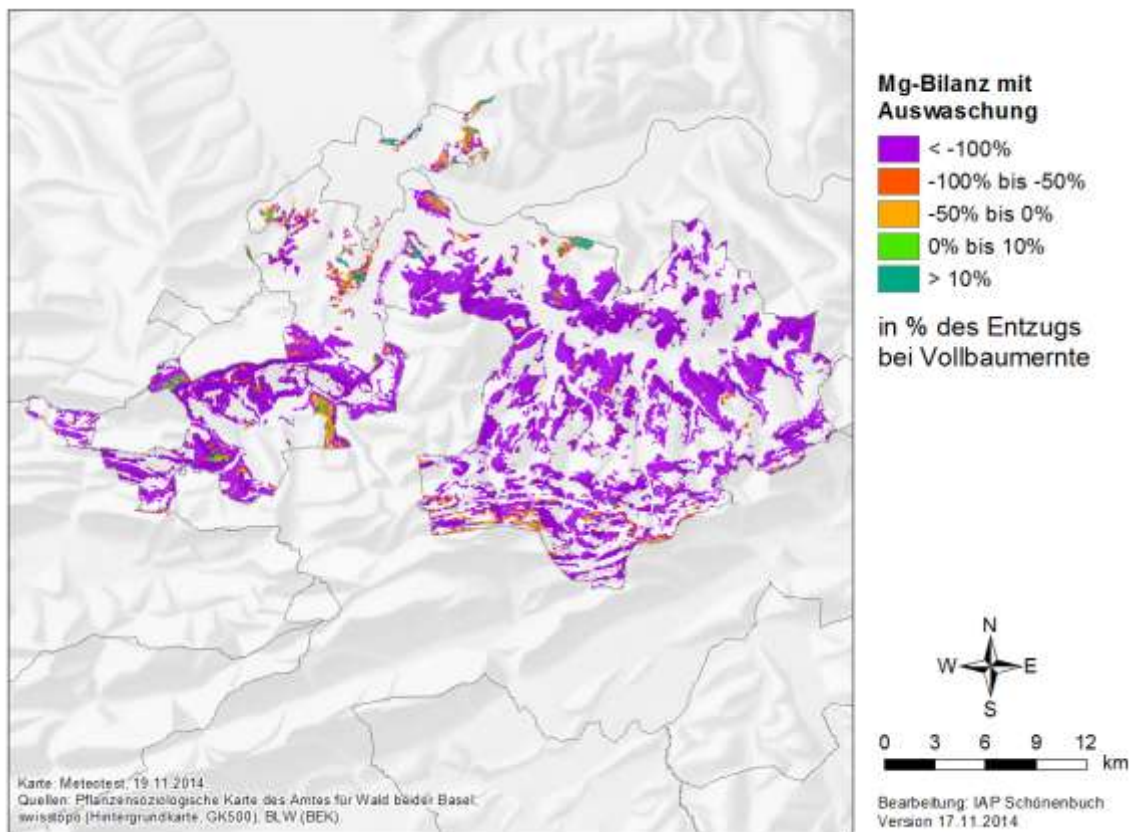 Mg-Bilanz mit
Auswaschung
< -100%
-100% bis -50%
-50% bis 0%
0% bis 10%
> 10%
in % des Entzugs
bei Vollbaumernte
N
W E
S
0 3 6 9 12
km
Karte: Meteotest, 19.11.2014.
Quellen: Pflanzensoziologische Karte des Amtes für Wald beider Basel;
swisstopo (Hintergrundkarte, GK500), BLW (BEK)
Bearbeitung: IAP Schönenbuch
Version 17.11.2014